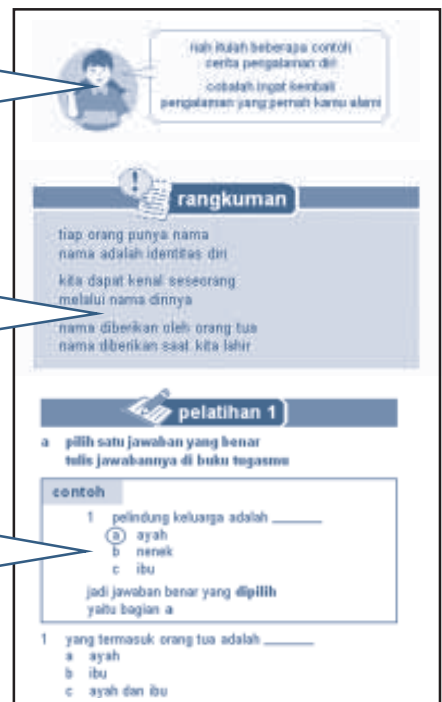 nah itulah beberapa contoh
cerita pengalaman diri
cobalah ingat kembali
pengalaman yang pernah kamu alami
rangkuman
tiap orang punya nama
nama adalah identitas diri
kita dapat kenal seseorang
melalui nama dirinya
nama diberikan oleh orang tua
nama diberikan saat kita lahir
pelatihan 1
a pilih satu jawaban yang benar
tulis jawabannya di buku tugasmu
contoh
1 pelindung keluarga adalah ______
a ayah
b nenek
c ibu
jadi jawaban benar yang dipilih
yaitu bagian a
1 yang termasuk orang tua adalah ______
a ayah
b ibu
c ayah dan ibu